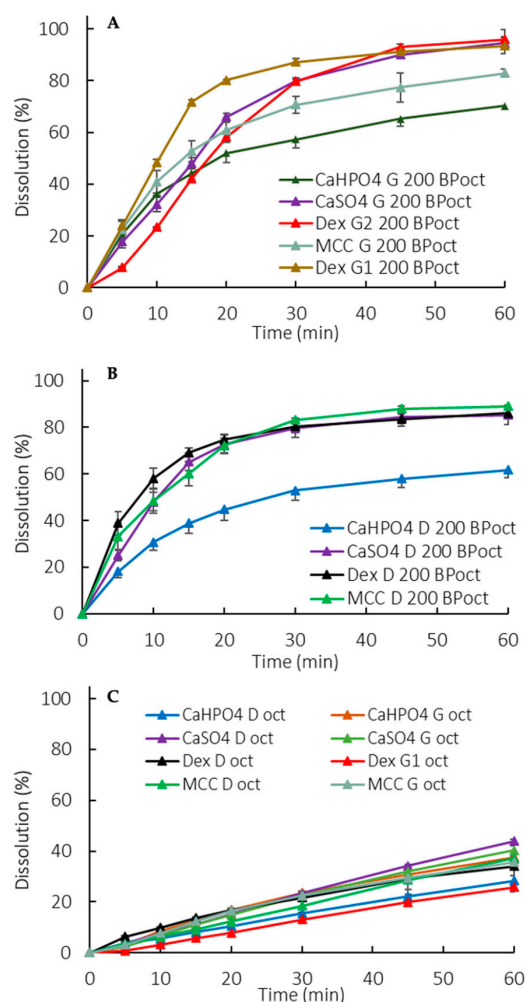 A
100
80
60
40
20
0
Dissolution (%)
CaHPO4 G 200 BPoct
CaSO4 G 200 BPoct
Dex G2 200 BPoct
MCC G 200 BPoct
Dex G1 200 BPoct
0 10 20 30 40 50 60
Time (min)
B
100
80
60
40
20
0
Dissolution (%)
CaHPO4 D 200 BPoct
CaSO4 D 200 BPoct
Dex D 200 BPoct
MCC D 200 BPoct
0 10 20 30 40 50 60
Time (min)
C
100
80
60
40
20
0
Dissolution (%)
CaHPO4 D oct CaHPO4 G oct
CaSO4 D oct CaSO4 G oct
Dex D oct Dex G1 oct
MCC D oct MCC G oct
0 10 20 30 40 50 60
Time (min)